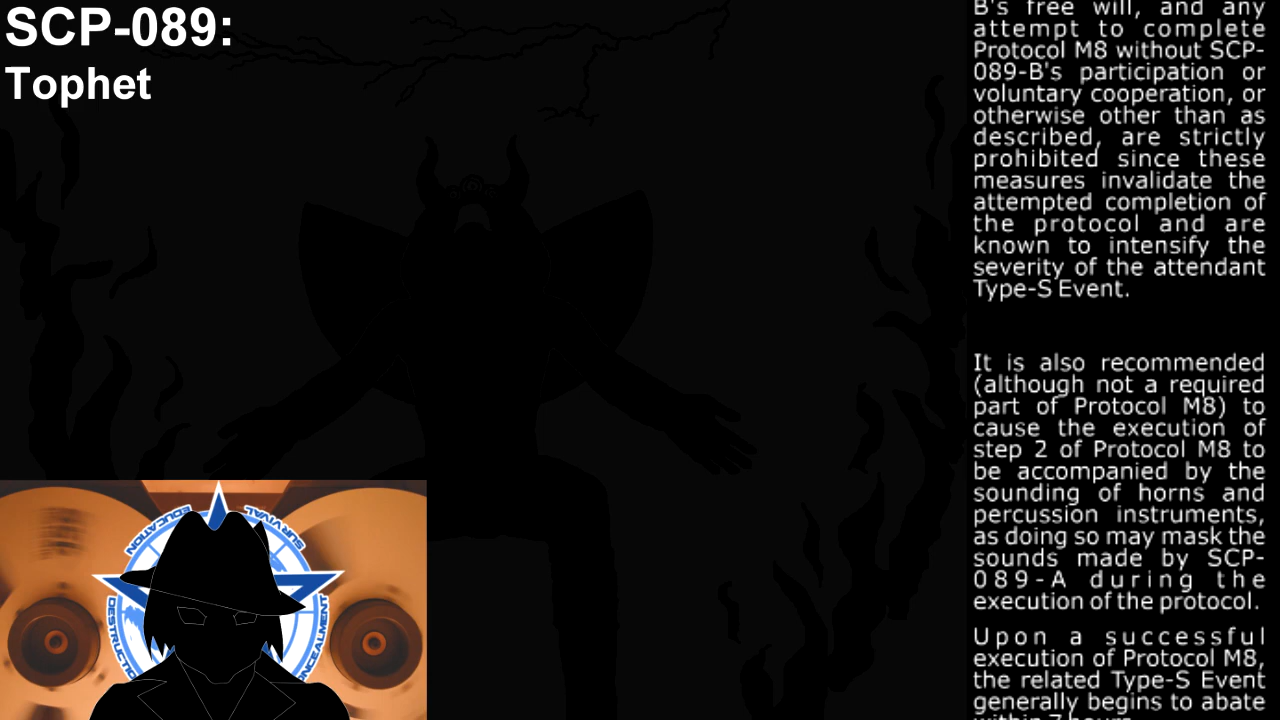 SCP-089:
Tophet
B's free will, and any
attempt to complete
Protocol M8 without SCP-
089-B's participation or
voluntary cooperation, or
otherwise other than as
described, are strictly
prohibited since these
measures invalidate the
attempted completion of
the protocol and are
known to intensify the
severity of the attendant
Type-S Event.
It is also recommended
(although not a required
part of Protocol M8) to
cause the execution of
step 2 of Protocol M8 to
be accompanied by the
sounding of horns and
percussion instruments,
as doing so may mask the
sounds made by SCP-
089-A during the
execution of the protocol.
Upon a successful
execution of Protocol M8,
the related Type-S Event
generally begins to abate
within 7 hours
EDUCATION
SURVIVAL